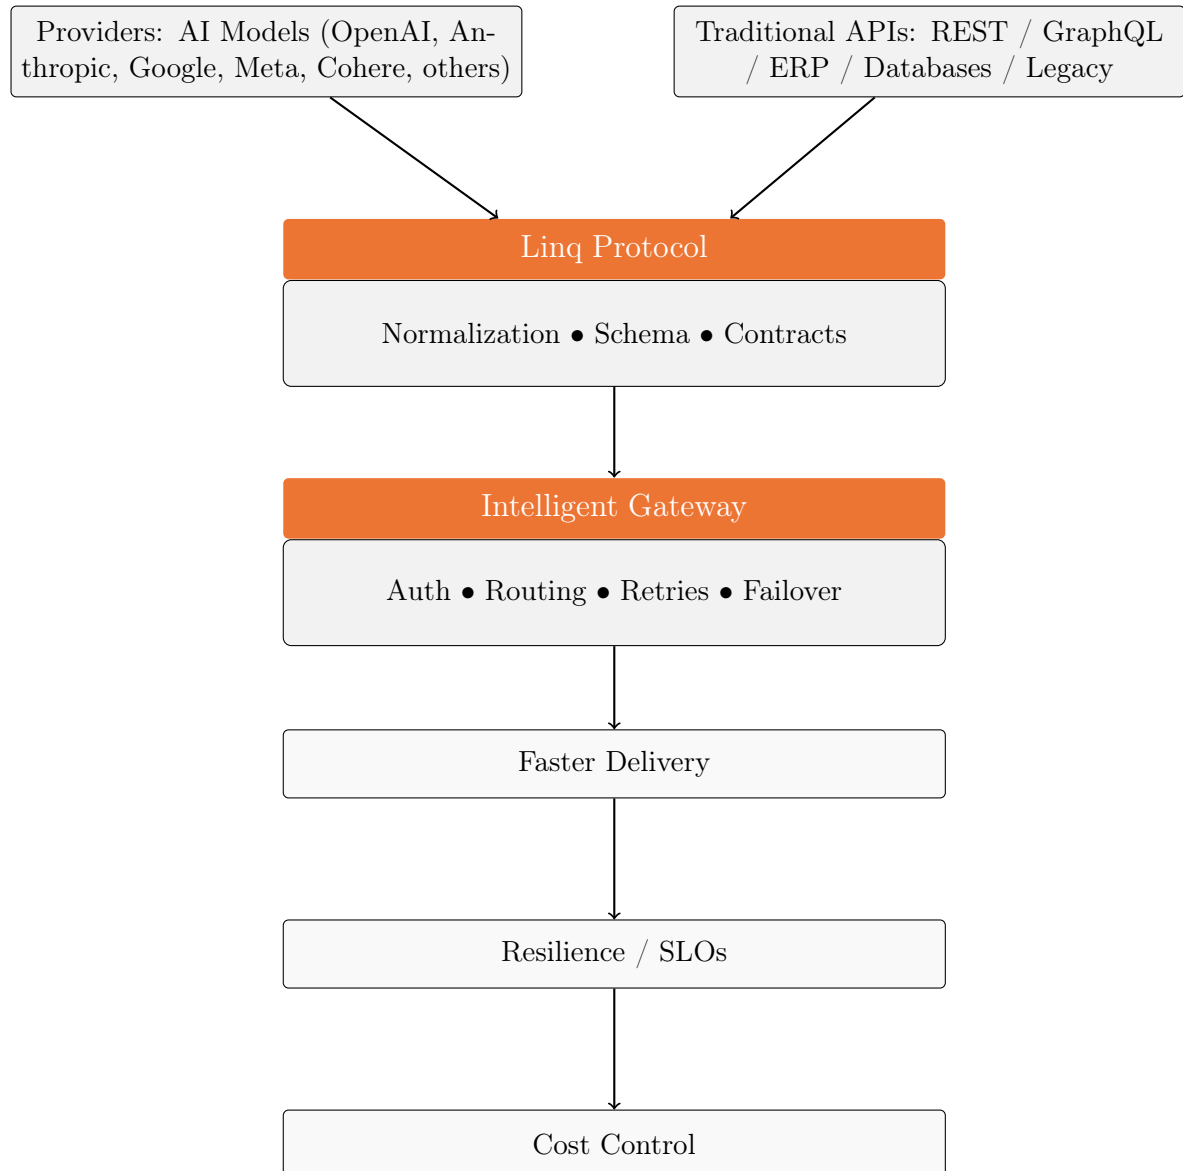 Providers: AI Models (OpenAI, An-
thropic, Google, Meta, Cohere, others)
Traditional APIs: REST / GraphQL
/ ERP / Databases / Legacy
Linq Protocol
Normalization • Schema • Contracts
Intelligent Gateway
Auth • Routing • Retries • Failover
Faster Delivery
Resilience / SLOs
Cost Control